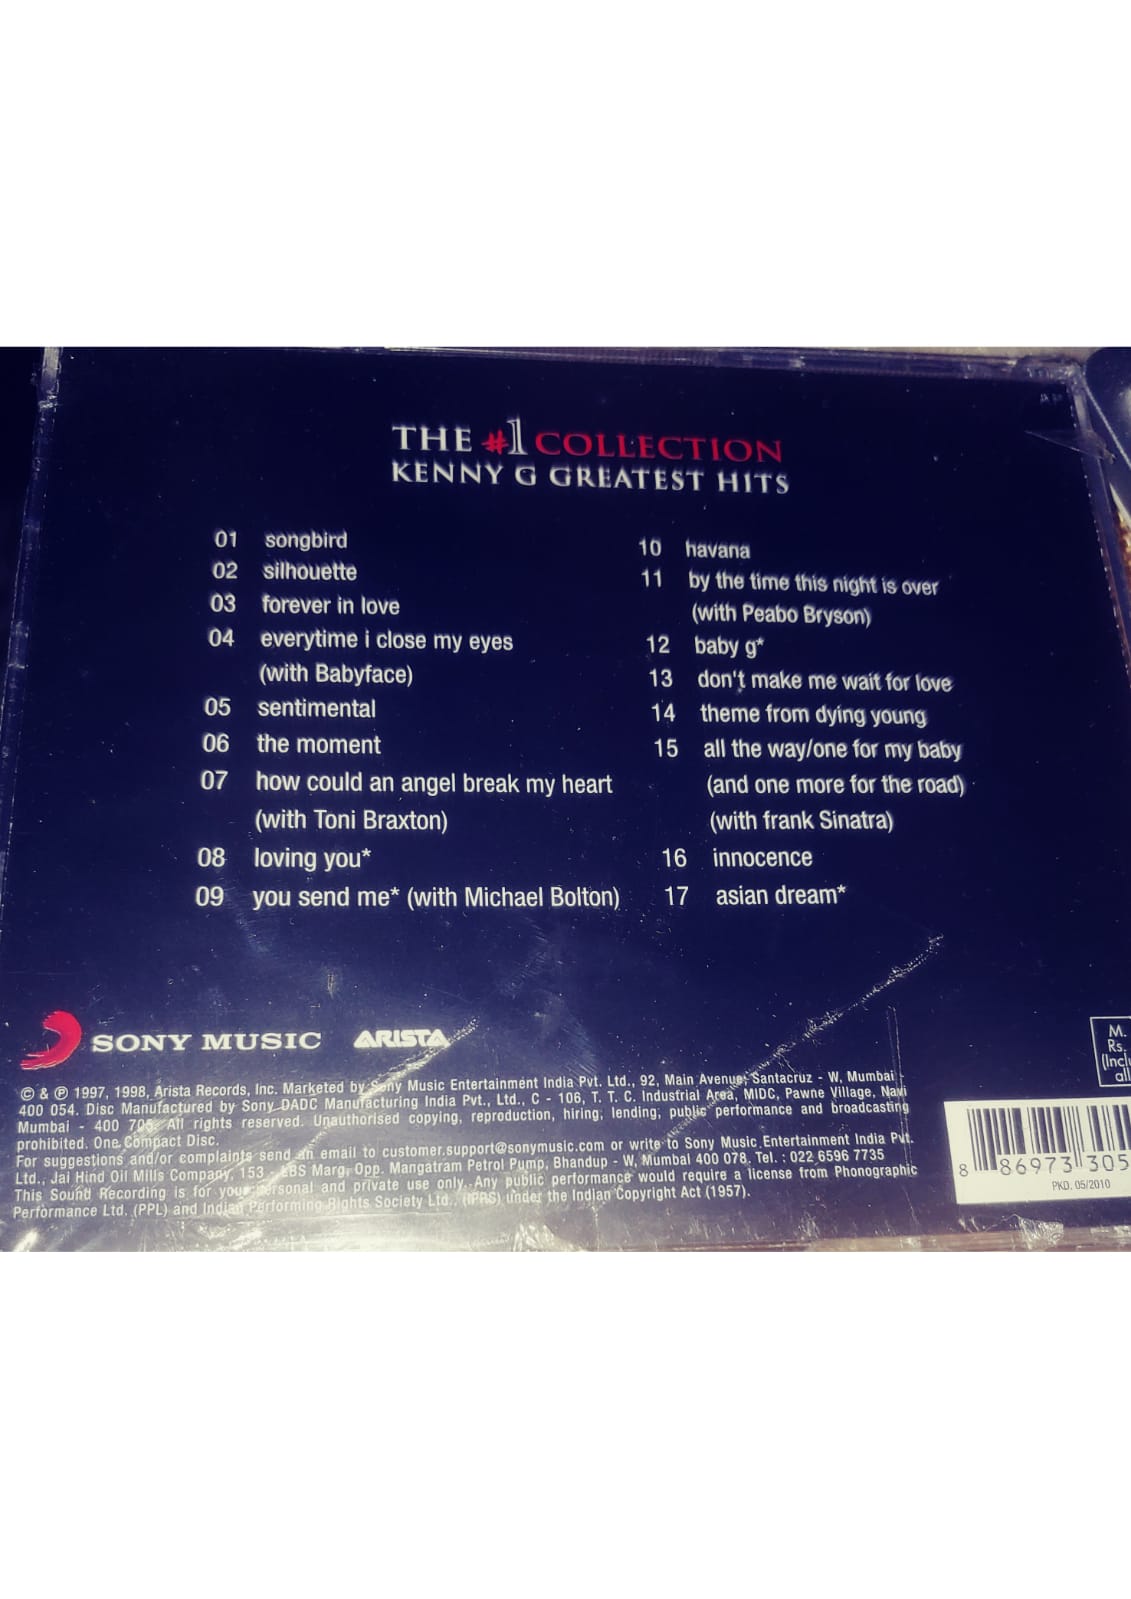 THE #1 COLLECTION
KENNY G GREATEST HITS
01 songbird
02 silhouette
03 forever in love
04 everytime i close my eyes
(with Babyface)
05 sentimental
06 the moment
07 how could an angel break my heart
(with Toni Braxton)
08 loving you*
09 you send me* (with Michael Bolton)
10 havana
11 by the time this night is over
(with Peabo Bryson)
12 baby g*
13 don't make me wait for love
14 theme from dying young
15 all the way/one for my baby
(and one more for the road)
(with frank Sinatra)
16 innocence
17 asian dream*
SONY MUSIC ARISTA
© & ℗ 1997, 1998, Arista Records, Inc. Marketed by Sony Music Entertainment India Pvt. Ltd., 92, Main Avenue, Santacruz - W, Mumbai
400 054. Disc Manufactured by Sony DADC Manufacturing India Pvt., Ltd., C - 106, T. T. C. Industrial Area, MIDC, Pawne Village, Navi
Mumbai - 400 705. All rights reserved. Unauthorised copying, reproduction, hiring, lending, public performance and broadcasting
prohibited. One Compact Disc.
For suggestions and/or complaints send an email to customer.support@sonymusic.com or write to Sony Music Entertainment India Pvt.
Ltd., Jai Hind Oil Mills Company, 153 - LBS Marg, Opp. Mangatram Petrol Pump, Bhandup - W, Mumbai 400 078. Tel. : 022 6596 7735
This Sound Recording is for your personal and private use only. Any public performance would require a license from Phonographic
Performance Ltd. (PPL) and Indian Performing Rights Society Ltd., (IPRS) under the Indian Copyright Act (1957).
M.
Rs.
(Inclu
all
8 86973 305
PKD. 05/2010